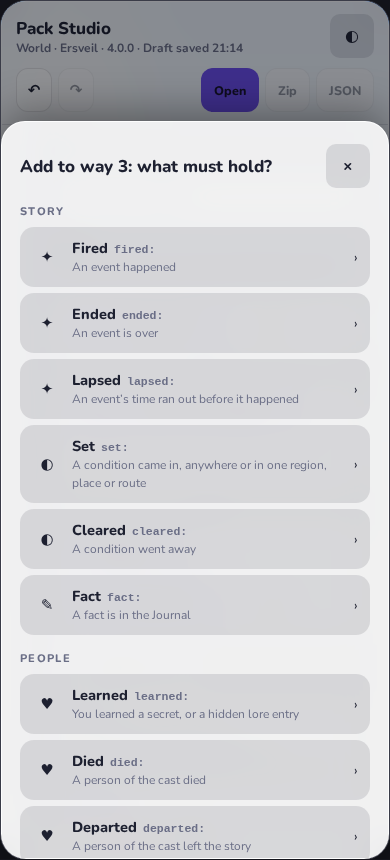 Pack Studio
World · Ersveil · 4.0.0 · Draft saved 21:14
Open
Zip
JSON
Add to way 3: what must hold?
×
STORY
Fired fired:
An event happened
Ended ended:
An event is over
Lapsed lapsed:
An event's time ran out before it happened
Set set:
A condition came in, anywhere or in one region,
place or route
Cleared cleared:
A condition went away
Fact fact:
A fact is in the Journal
PEOPLE
Learned learned:
You learned a secret, or a hidden lore entry
Died died:
A person of the cast died
Departed departed:
A person of the cast left the story